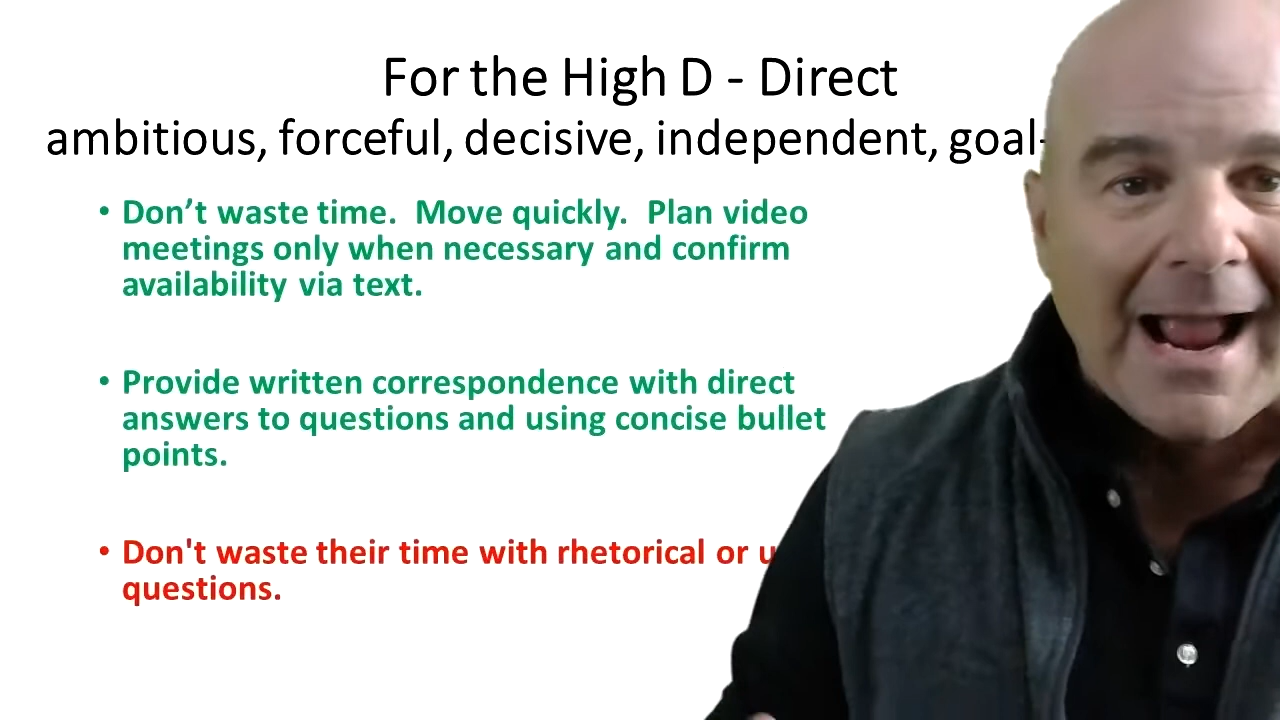 For the High D - Direct
ambitious, forceful, decisive, independent, goal-
• Don’t waste time.  Move quickly.  Plan video
meetings only when necessary and confirm
availability via text.
• Provide written correspondence with direct
answers to questions and using concise bullet
points.
• Don't waste their time with rhetorical or
questions.